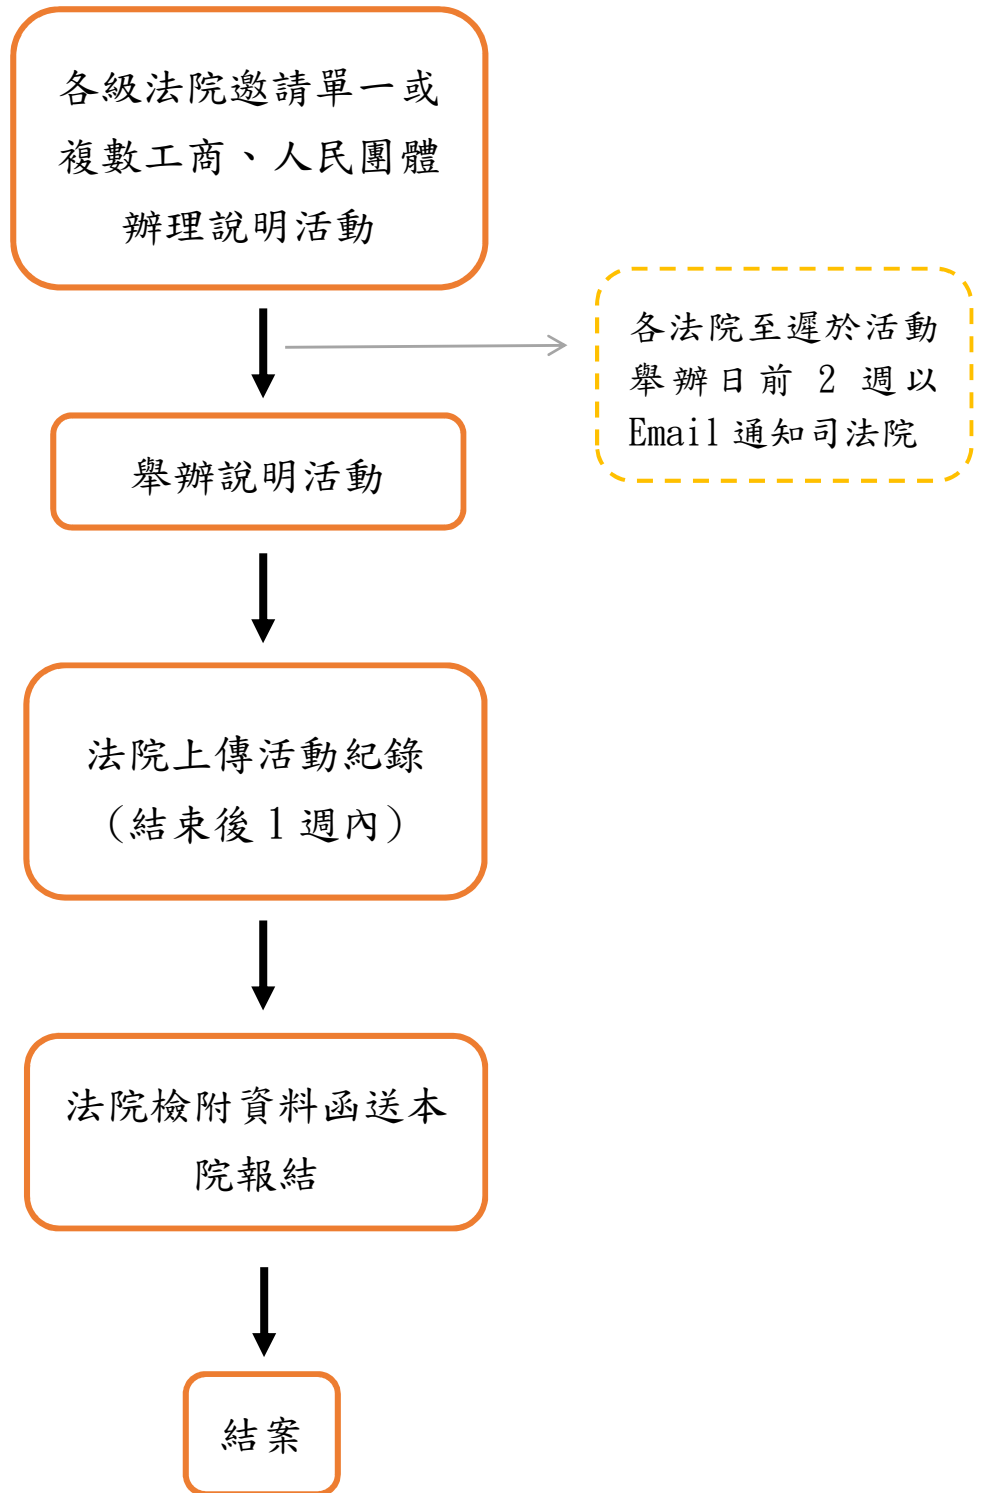 各級法院邀請單一或
複數工商、人民團體
辦理說明活動
各法院至遲於活動
舉辦日前 2 週以
Email 通知司法院
舉辦說明活動
法院上傳活動紀錄
（結束後 1 週內）
法院檢附資料函送本
院報結
結案